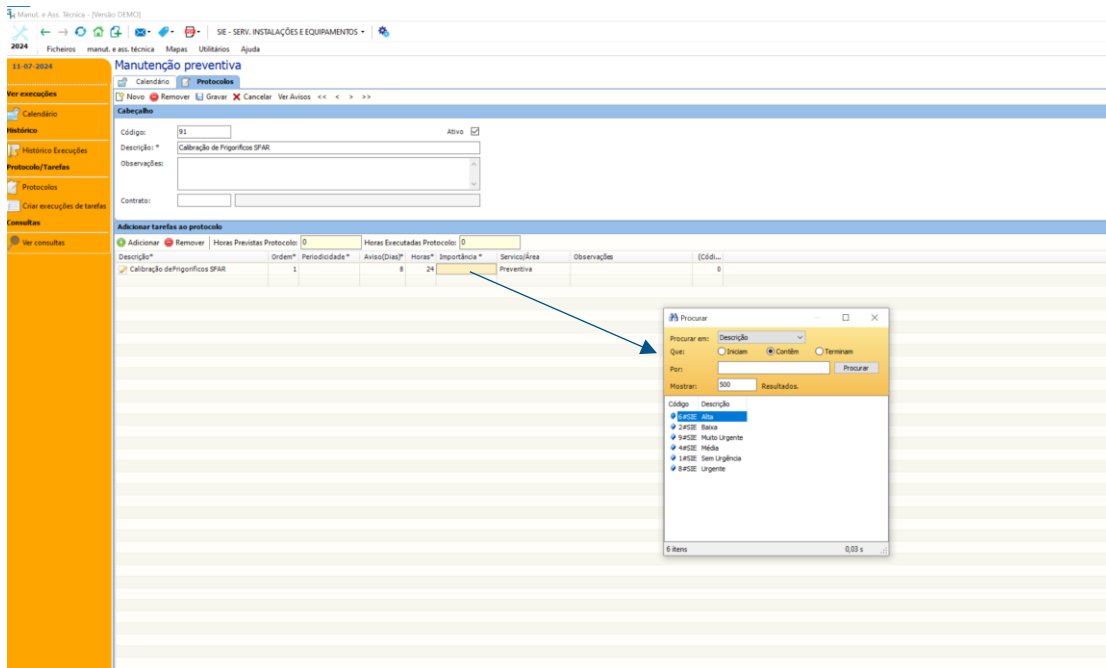 Manut. e Ass. Técnica - [Versão DEMO]
SIE - SERV. INSTALAÇÕES E EQUIPAMENTOS
2024 Ficheiros manut. e ass. técnica Mapas Utilitários Ajuda
11-07-2024
Ver execuções
Calendário
Histórico
Histórico Execuções
Protocolo/Tarefas
Protocolos
Criar execuções de tarefas
Consultas
Ver consultas
Manutenção preventiva
Calendário Protocolos
Novo Remover Gravar Cancelar Ver Avisos << < > >>
Cabeçalho
Código: 91 Ativo
Descrição: * Calibração de Frigorificos SFAR
Observações:
Contrato:
Adicionar tarefas ao protocolo
Adicionar Remover Horas Previstas Protocolo: 0 Horas Executadas Protocolo: 0
Descrição* Ordem* Periodicidade* Aviso(Dias)* Horas* Importância * Serviço/Área Observações (Códi...
Calibração deFrigorificos SFAR 1 8 24 Preventiva 0
Procurar
Procurar em: Descrição
Que: Iniciam Contêm Terminam
Por: Procurar
Mostrar: 500 Resultados.
Código Descrição
6#SIE Alta
2#SIE Baixa
9#SIE Muito Urgente
4#SIE Média
1#SIE Sem Urgência
8#SIE Urgente
6 itens 0,03 s